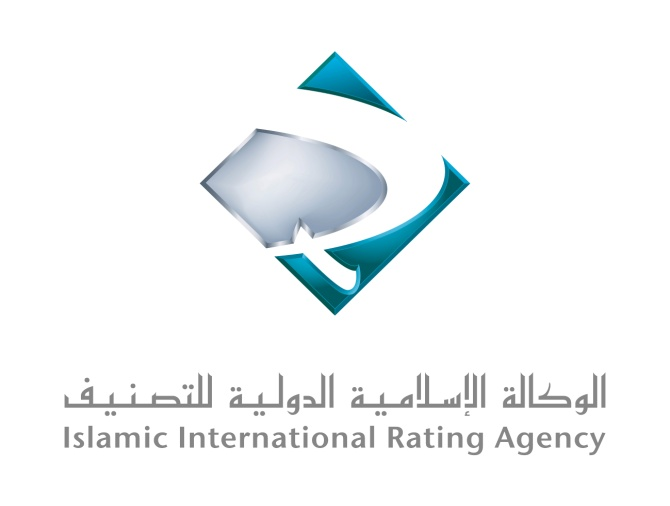 الوكالة الإسلامية الدولية للتصنيف
Islamic International Rating Agency